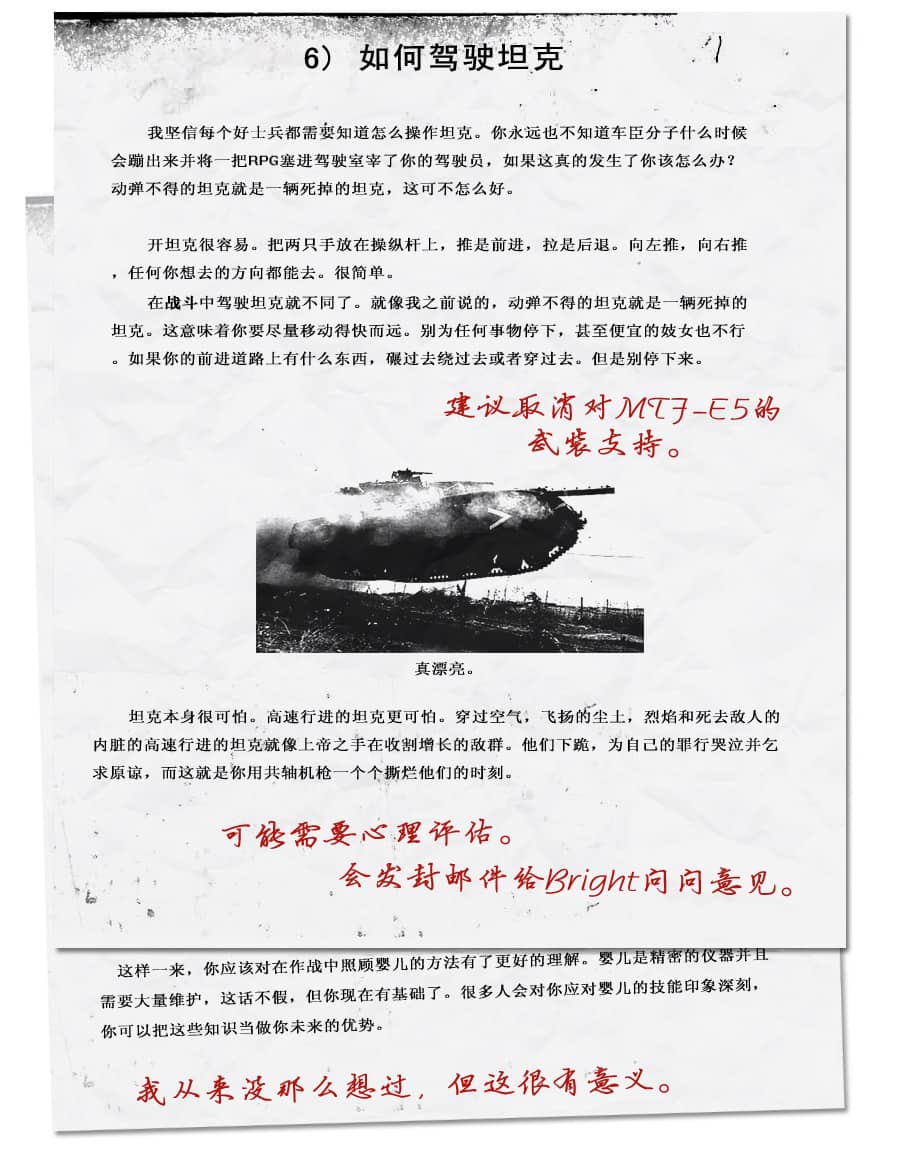 6） 如何驾驶坦克
我坚信每个好士兵都需要知道怎么操作坦克。你永远也不知道车臣分子什么时候
会蹦出来并将一把RPG塞进驾驶室宰了你的驾驶员，如果这真的发生了你该怎么办？
动弹不得的坦克就是一辆死掉的坦克，这可不怎么好。
开坦克很容易。把两只手放在操纵杆上，推是前进，拉是后退。向左推，向右推
，任何你想去的方向都能去。很简单。
在战斗中驾驶坦克就不同了。就像我之前说的，动弹不得的坦克就是一辆死掉的
坦克。这意味着你要尽量移动得快而远。别为任何事物停下，甚至便宜的妓女也不行
。如果你的前进道路上有什么东西，碾过去绕过去或者穿过去。但是别停下来。
建议取消对MTF-E5的
武装支持。
真漂亮。
坦克本身很可怕。高速行进的坦克更可怕。穿过空气，飞扬的尘土，烈焰和死去敌人的
内脏的高速行进的坦克就像上帝之手在收割增长的敌群。他们下跪，为自己的罪行哭泣并乞
求原谅，而这就是你用共轴机枪一个个撕烂他们的时刻。
可能需要心理评估。
会发封邮件给Bright问问意见。
这样一来，你应该对在作战中照顾婴儿的方法有了更好的理解。婴儿是精密的仪器并且
需要大量维护，这话不假，但你现在有基础了。很多人会对你应对婴儿的技能印象深刻，
你可以把这些知识当做你未来的优势。
我从来没那么想过，但这很有意义。